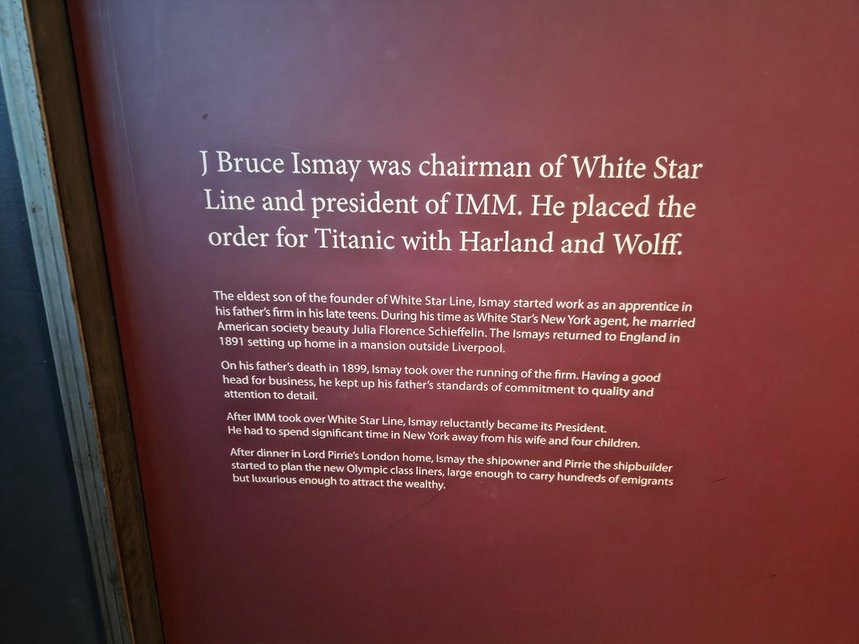 J Bruce Ismay was chairman of White Star
Line and president of IMM. He placed the
order for Titanic with Harland and Wolff.
The eldest son of the founder of White Star Line, Ismay started work as an apprentice in
his father's firm in his late teens. During his time as White Star's New York agent, he married
American society beauty Julia Florence Schieffelin. The Ismays returned to England in
1891 setting up home in a mansion outside Liverpool.
On his father's death in 1899, Ismay took over the running of the firm. Having a good
head for business, he kept up his father's standards of commitment to quality and
attention to detail.
After IMM took over White Star Line, Ismay reluctantly became its President.
He had to spend significant time in New York away from his wife and four children.
After dinner in Lord Pirrie's London home, Ismay the shipowner and Pirrie the shipbuilder
started to plan the new Olympic class liners, large enough to carry hundreds of emigrants
but luxurious enough to attract the wealthy.